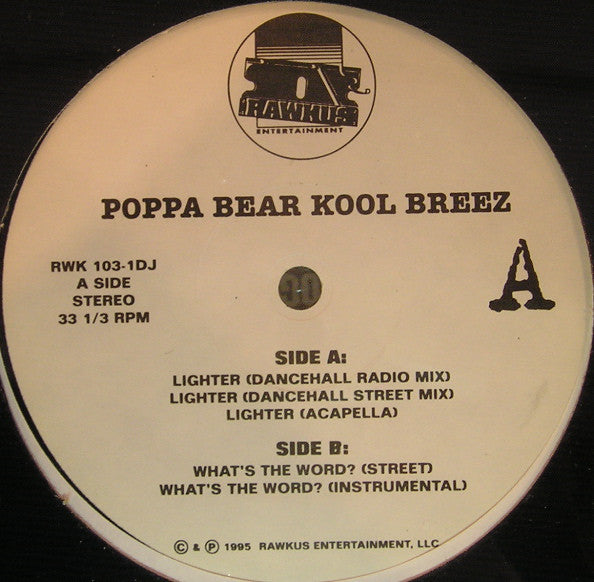 RAWKUS
ENTERTAINMENT
POPPA BEAR KOOL BREEZ
RWK 103-1DJ
A SIDE
STEREO
33 1/3 RPM
A
SIDE A:
LIGHTER (DANCEHALL RADIO MIX)
LIGHTER (DANCEHALL STREET MIX)
LIGHTER (ACAPELLA)
SIDE B:
WHAT'S THE WORD? (STREET)
WHAT'S THE WORD? (INSTRUMENTAL)
© & ℗ 1995 RAWKUS ENTERTAINMENT, LLC